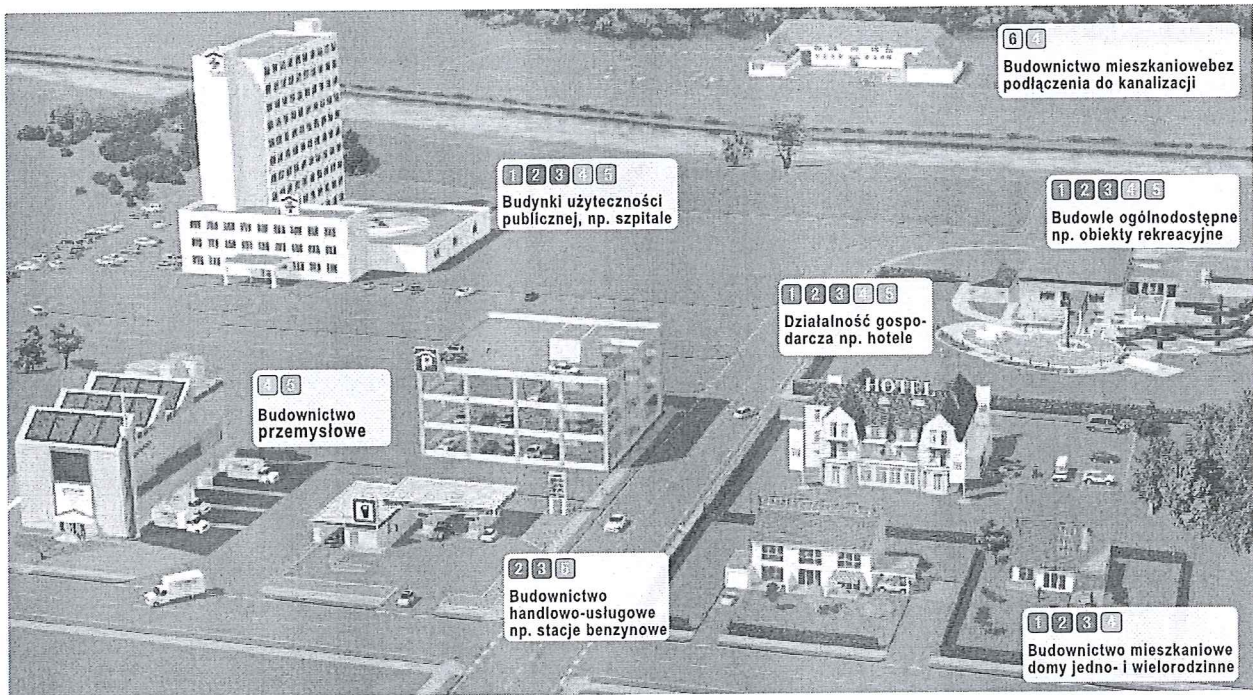 6 4
Budownictwo mieszkaniowebez
podłączenia do kanalizacji
1 2 3 4 5
Budynki użyteczności
publicznej, np. szpitale
1 2 3 4 5
Budowle ogólnodostępne
np. obiekty rekreacyjne
1 2 3 4 5
Działalność gospo-
darcza np. hotele
HOTEL
P
4 5
Budownictwo
przemysłowe
2 3 5
Budownictwo
handlowo-usługowe
np. stacje benzynowe
1 2 3 4
Budownictwo mieszkaniowe
domy jedno- i wielorodzinne